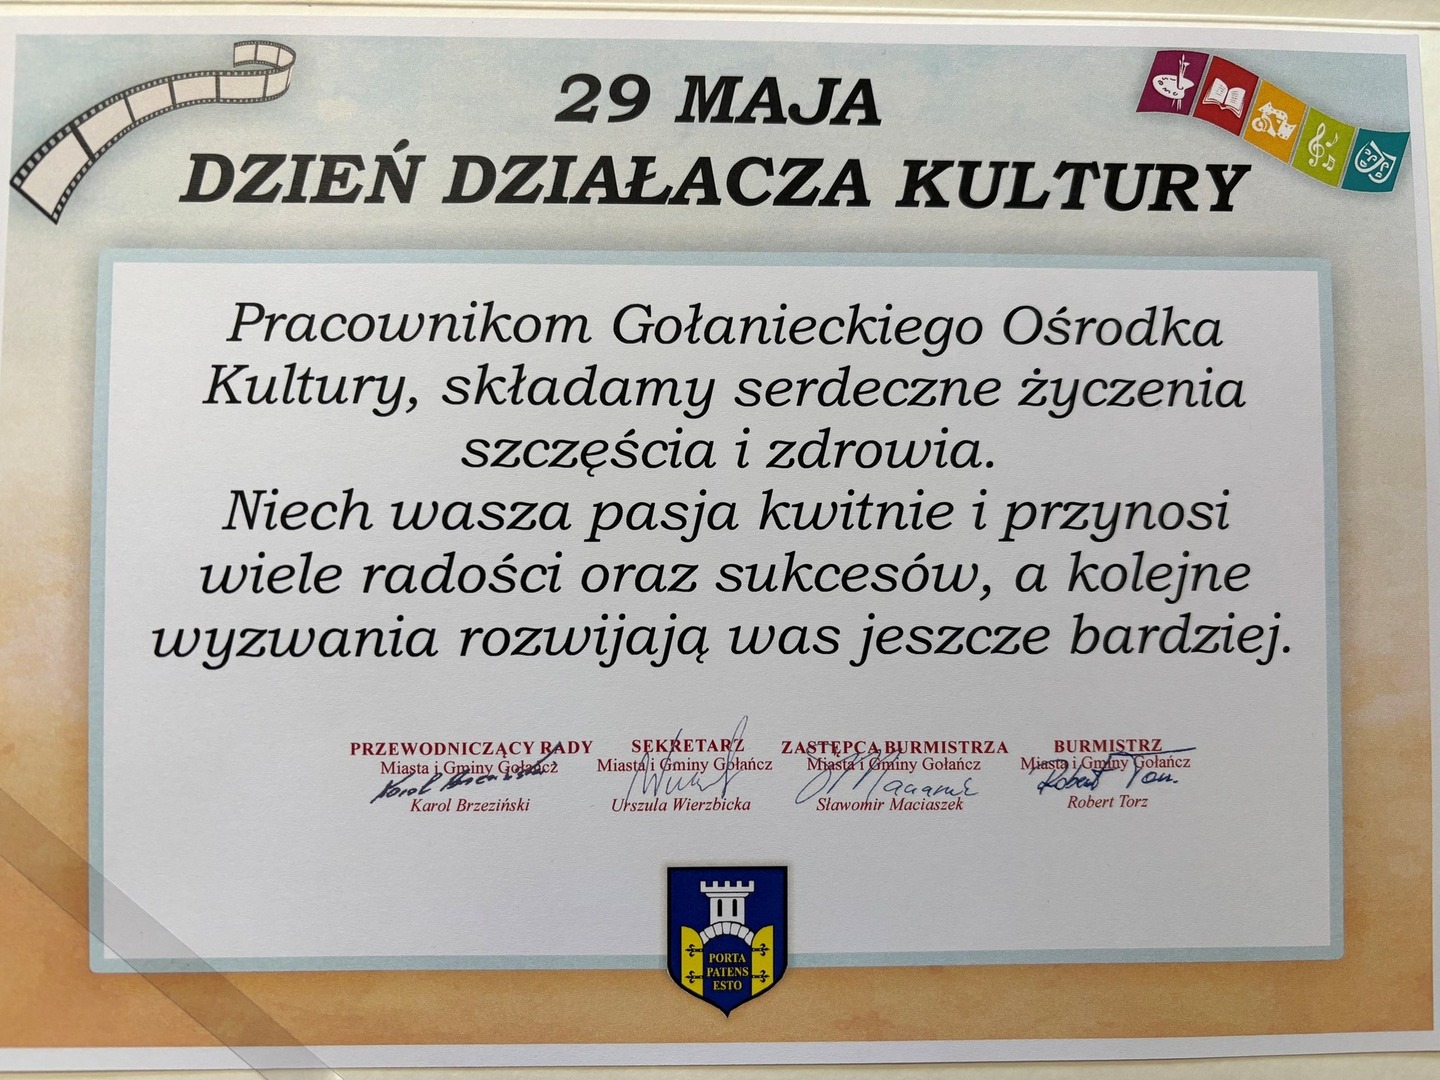 29 MAJA
DZIEŃ DZIAŁACZA KULTURY
Pracownikom Gołanieckiego Ośrodka
Kultury, składamy serdeczne życzenia
szczęścia i zdrowia.
Niech wasza pasja kwitnie i przynosi
wiele radości oraz sukcesów, a kolejne
wyzwania rozwijają was jeszcze bardziej.
PRZEWODNICZĄCY RADY
Miasta i Gminy Gołańcz
Karol Brzeziński
SEKRETARZ
Miasta i Gminy Gołańcz
Urszula Wierzbicka
ZASTĘPCA BURMISTRZA
Miasta i Gminy Gołańcz
Sławomir Maciaszek
BURMISTRZ
Miasta i Gminy Gołańcz
Robert Torz
PORTA
PATENS
ESTO